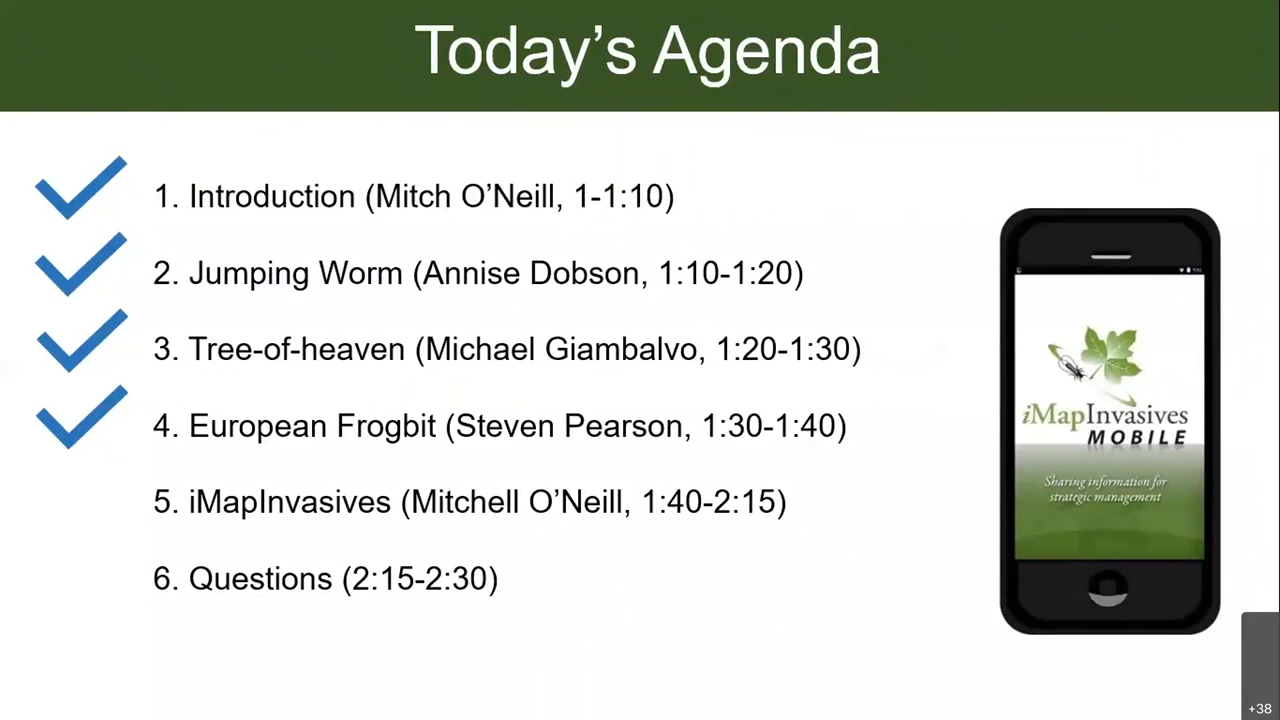 Today’s Agenda
1. Introduction (Mitch O’Neill, 1-1:10)
2. Jumping Worm (Annise Dobson, 1:10-1:20)
3. Tree-of-heaven (Michael Giambalvo, 1:20-1:30)
4. European Frogbit (Steven Pearson, 1:30-1:40)
5. iMapInvasives (Mitchell O’Neill, 1:40-2:15)
6. Questions (2:15-2:30)
iMapInvasives
MOBILE
Sharing information for
strategic management
+38